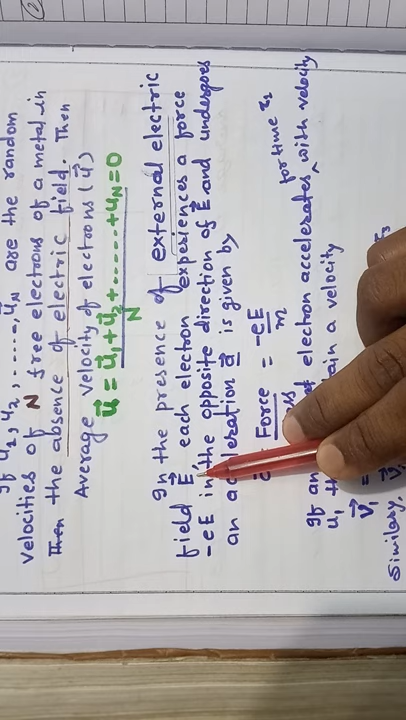 If u⃗1, u⃗2, ----, u⃗N are the random
velocities of N free electrons of a metal in
the absence of electric field. Then
Average velocity of electrons (u⃗)
u⃗ = u⃗1 + u⃗2 + ...... + uN = 0
N
In the presence of external electric
field E⃗, each electron experiences a force
-eE in the opposite direction of E⃗ and undergoes
an acceleration a⃗ is given by
Force = -eE
m
for time τ1
If an electron accelerates ^ with velocity
u1 a velocity
v⃗1 =
Similarly,